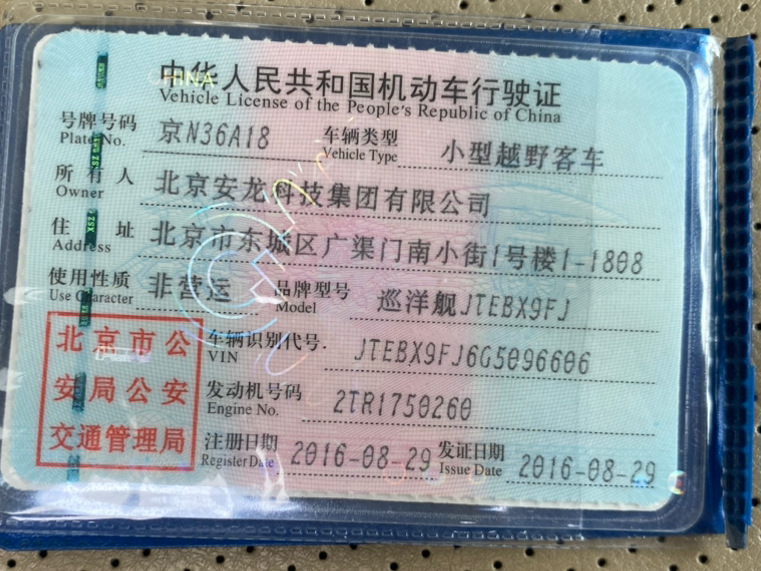 中华人民共和国机动车行驶证
Vehicle License of the People's Republic of China
号牌号码 京N36A18 车辆类型 小型越野客车
Plate No. Vehicle Type
所有人 北京安龙科技集团有限公司
Owner
住址 北京市东城区广渠门南小街1号楼1-1808
Address
使用性质 非营运 品牌型号 巡洋舰JTEBX9FJ
Use Character Model
北京市公
安局公安
交通管理局
车辆识别代号 JTEBX9FJ6G5096606
VIN
发动机号码 2TR1750260
Engine No.
注册日期 2016-08-29 发证日期 2016-08-29
Register Date Issue Date